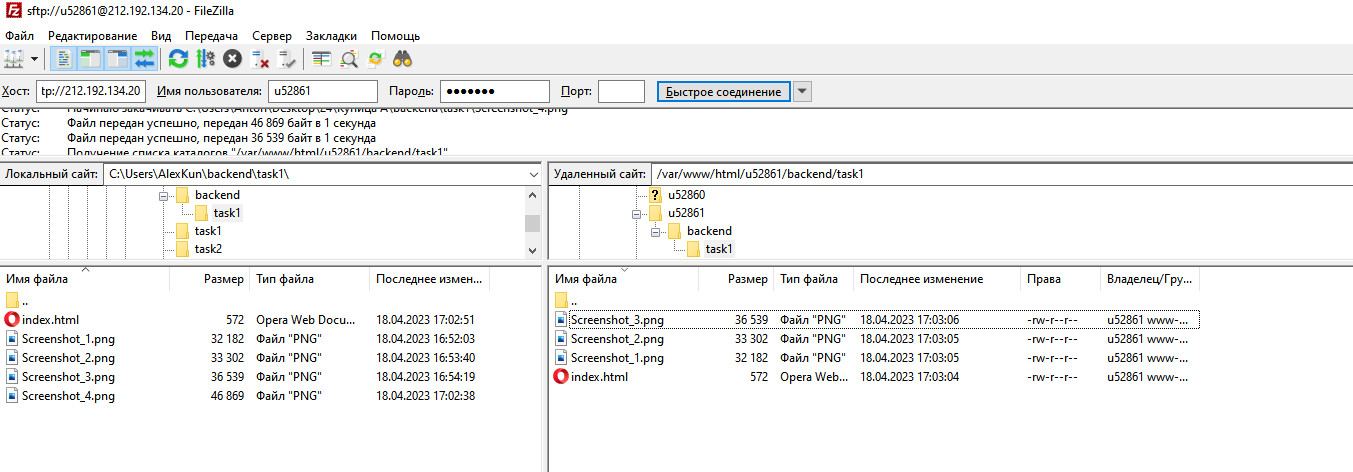 sftp://u52861@212.192.134.20 - FileZilla
Файл Редактирование Вид Передача Сервер Закладки Помощь
Хост: tp://212.192.134.20 Имя пользователя: u52861 Пароль: ●●●●●●● Порт: Быстрое соединение
Статус: Начинаю закачивать C:\Users\Anton\Desktop\24\Купица А\backend\task1\Screenshot_4.png
Статус: Файл передан успешно, передан 46 869 байт в 1 секунда
Статус: Файл передан успешно, передан 36 539 байт в 1 секунда
Статус: Получение списка каталогов "/var/www/html/u52861/backend/task1"
Локальный сайт: C:\Users\AlexKun\backend\task1\
backend
task1
task1
task2
Имя файла Размер Тип файла Последнее измен...
..
index.html 572 Opera Web Docu... 18.04.2023 17:02:51
Screenshot_1.png 32 182 Файл "PNG" 18.04.2023 16:52:03
Screenshot_2.png 33 302 Файл "PNG" 18.04.2023 16:53:40
Screenshot_3.png 36 539 Файл "PNG" 18.04.2023 16:54:19
Screenshot_4.png 46 869 Файл "PNG" 18.04.2023 17:02:38
Удаленный сайт: /var/www/html/u52861/backend/task1
? u52860
u52861
backend
task1
Имя файла Размер Тип файла Последнее изменение Права Владелец/Гру...
..
Screenshot_3.png 36 539 Файл "PNG" 18.04.2023 17:03:06 -rw-r--r-- u52861 www-...
Screenshot_2.png 33 302 Файл "PNG" 18.04.2023 17:03:05 -rw-r--r-- u52861 www-...
Screenshot_1.png 32 182 Файл "PNG" 18.04.2023 17:03:05 -rw-r--r-- u52861 www-...
index.html 572 Opera Web... 18.04.2023 17:03:04 -rw-r--r-- u52861 www-...